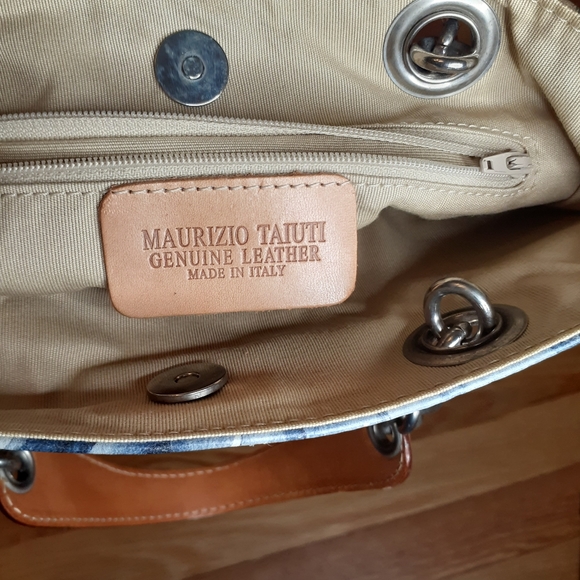 MAURIZIO TAIUTI
GENUINE LEATHER
MADE IN ITALY